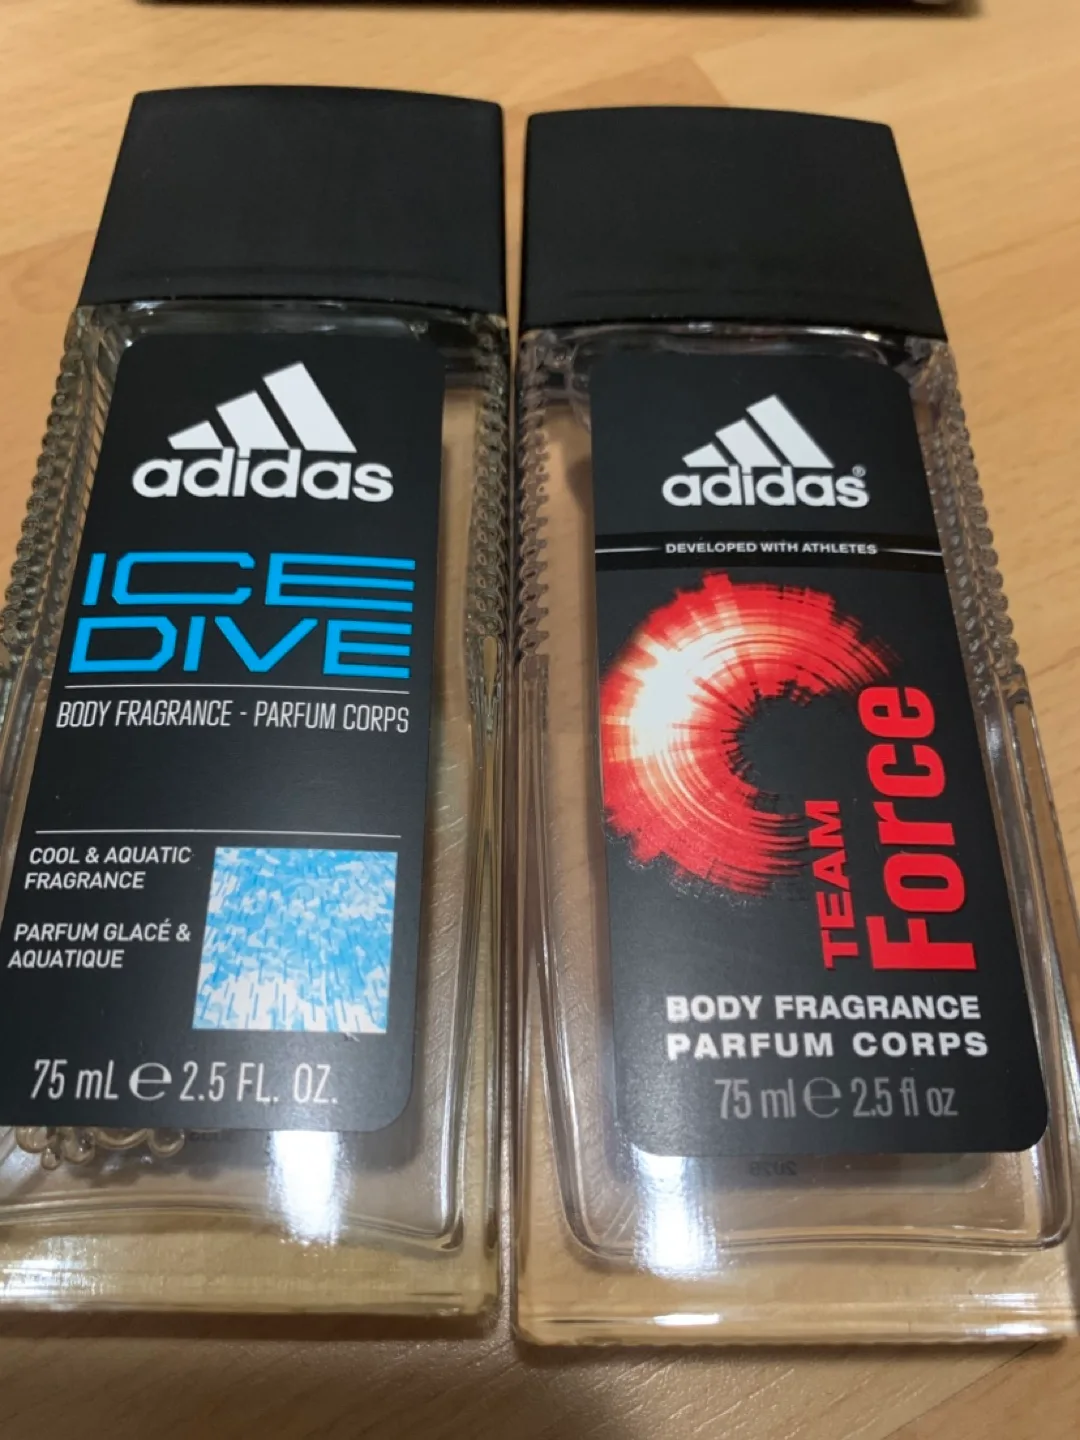 adidas
ICE
DIVE
BODY FRAGRANCE - PARFUM CORPS
COOL & AQUATIC
FRAGRANCE
PARFUM GLACÉ &
AQUATIQUE
75 mL ℮ 2.5 FL. OZ.
adidas®
DEVELOPED WITH ATHLETES
TEAM
Force
BODY FRAGRANCE
PARFUM CORPS
75 ml ℮ 2.5 fl oz